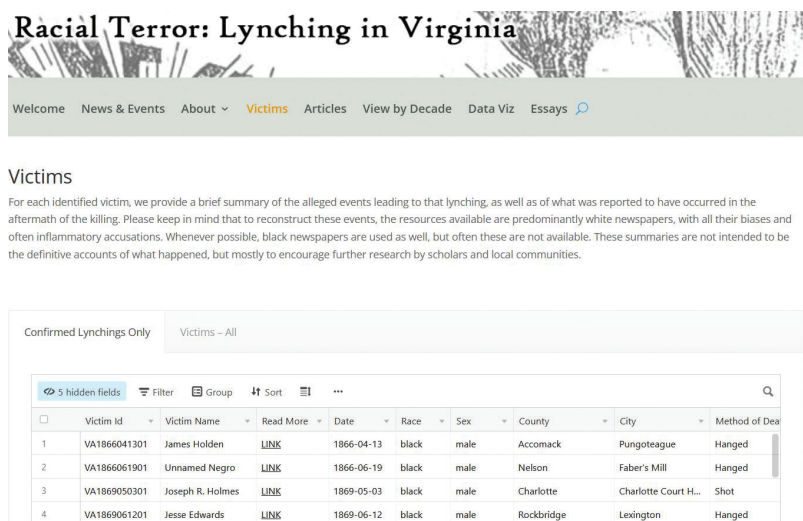 Racial Terror: Lynching in Virginia
Welcome News & Events About Victims Articles View by Decade Data Viz Essays
Victims
For each identified victim, we provide a brief summary of the alleged events leading to that lynching, as well as of what was reported to have occurred in the
aftermath of the killing. Please keep in mind that to reconstruct these events, the resources available are predominantly white newspapers, with all their biases and
often inflammatory accusations. Whenever possible, black newspapers are used as well, but often these are not available. These summaries are not intended to be
the definitive accounts of what happened, but mostly to encourage further research by scholars and local communities.
Confirmed Lynchings Only Victims – All
5 hidden fields Filter Group Sort ...
Victim Id Victim Name Read More Date Race Sex County City Method of Dea
1 VA1866041301 James Holden LINK 1866-04-13 black male Accomack Pungoteague Hanged
2 VA1866061901 Unnamed Negro LINK 1866-06-19 black male Nelson Faber's Mill Hanged
3 VA1869050301 Joseph R. Holmes LINK 1869-05-03 black male Charlotte Charlotte Court H... Shot
4 VA1869061201 Jesse Edwards LINK 1869-06-12 black male Rockbridge Lexington Hanged